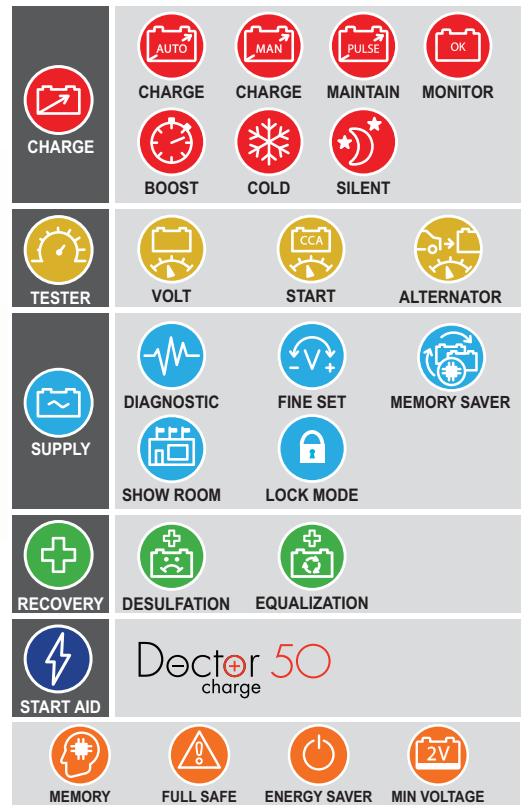 AUTO
MAN
PULSE
OK
CHARGE
CHARGE
MAINTAIN
MONITOR
CHARGE
BOOST
COLD
SILENT
CCA
TESTER
VOLT
START
ALTERNATOR
-V+
DIAGNOSTIC
FINE SET
MEMORY SAVER
SUPPLY
SHOW ROOM
LOCK MODE
RECOVERY
DESULFATION
EQUALIZATION
Doctor 50
charge
START AID
2V
MEMORY
FULL SAFE
ENERGY SAVER
MIN VOLTAGE